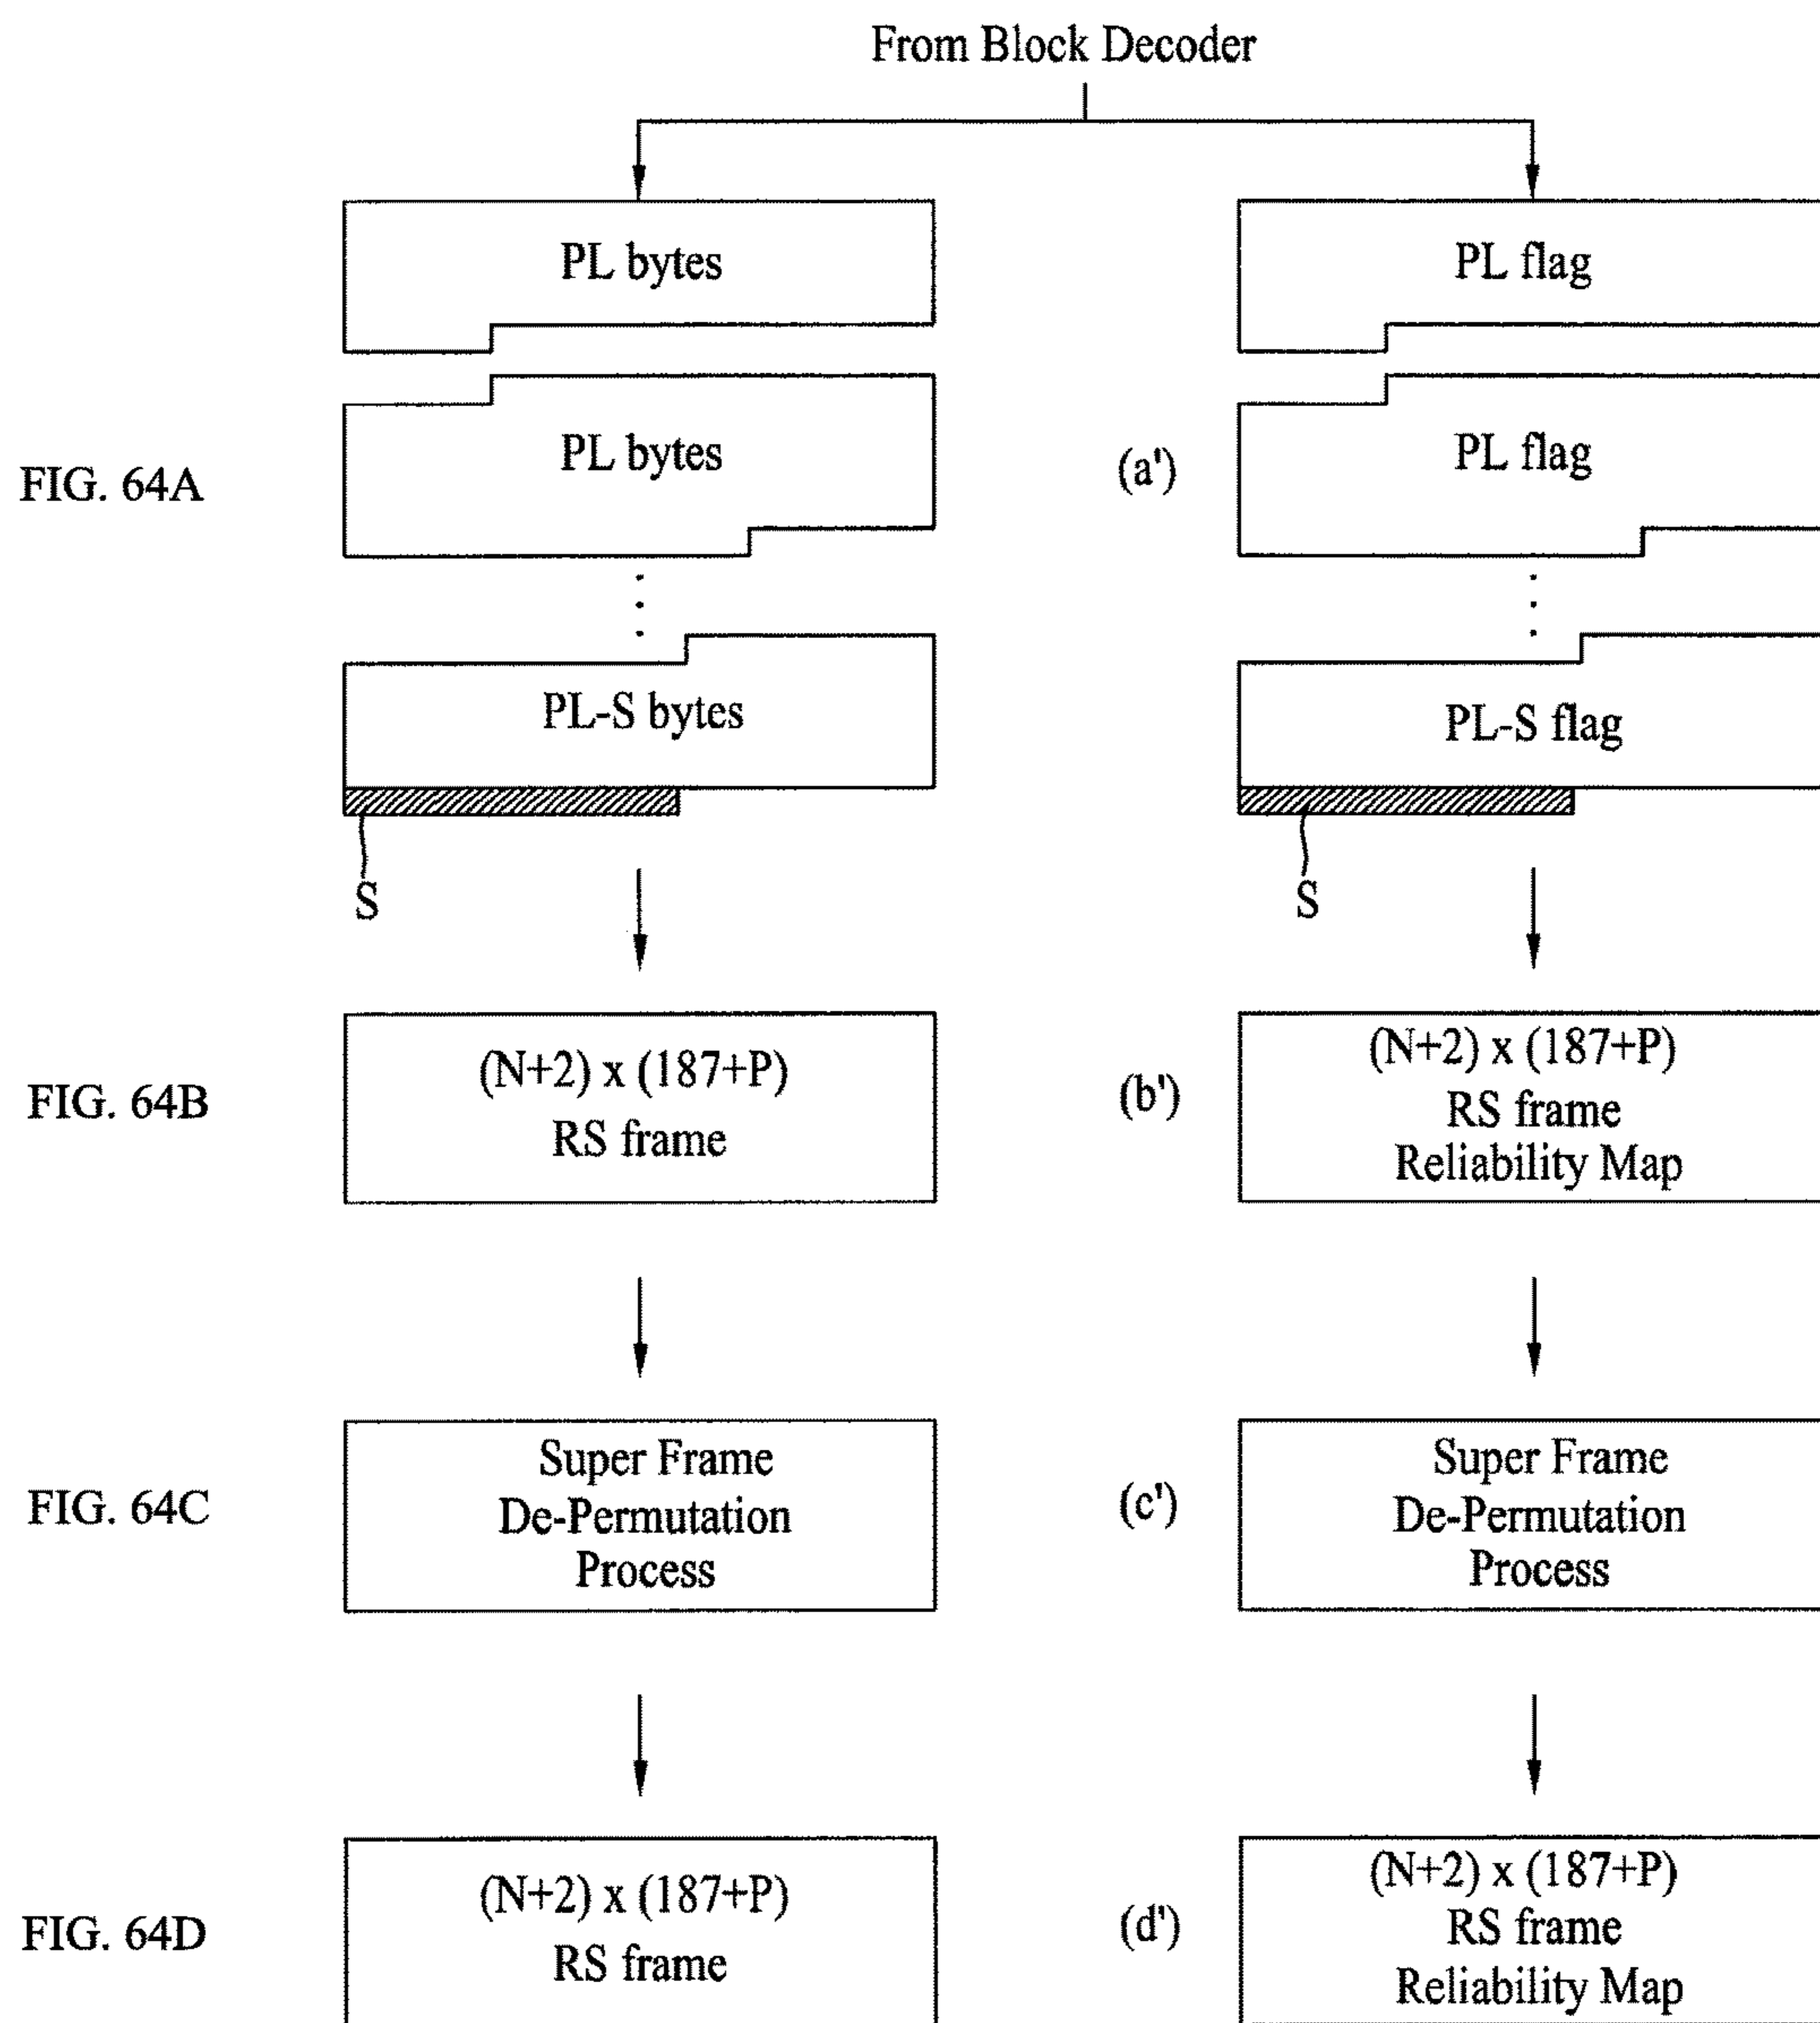 From Block Decoder
PL bytes
PL flag
FIG. 64A
PL bytes
(a')
PL flag
PL-S bytes
PL-S flag
S
S
FIG. 64B
(N+2) x (187+P)
RS frame
(b')
(N+2) x (187+P)
RS frame
Reliability Map
FIG. 64C
Super Frame
De-Permutation
Process
(c')
Super Frame
De-Permutation
Process
FIG. 64D
(N+2) x (187+P)
RS frame
(d')
(N+2) x (187+P)
RS frame
Reliability Map